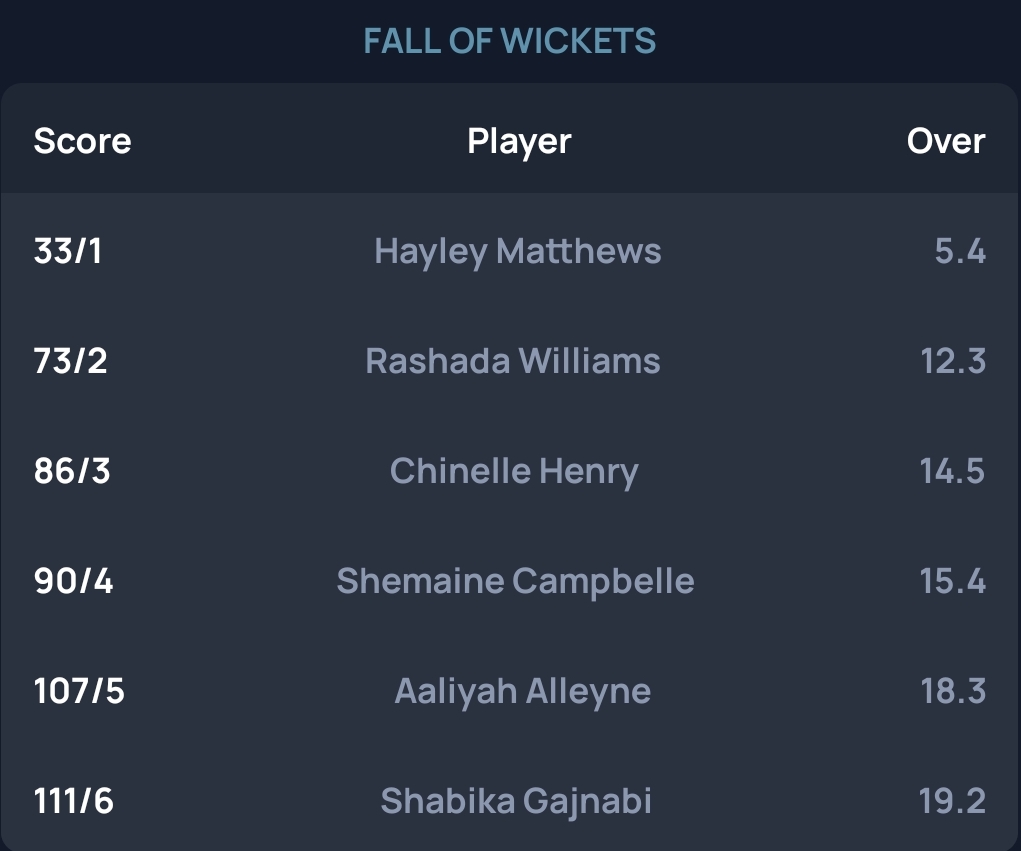 FALL OF WICKETS
Score Player Over
33/1 Hayley Matthews 5.4
73/2 Rashada Williams 12.3
86/3 Chinelle Henry 14.5
90/4 Shemaine Campbelle 15.4
107/5 Aaliyah Alleyne 18.3
111/6 Shabika Gajnabi 19.2